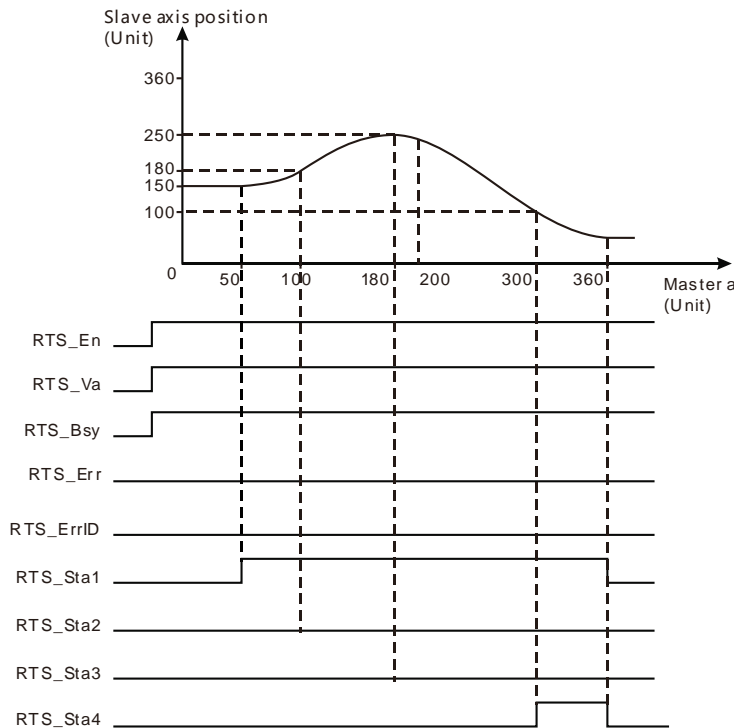 Slave axis position
(Unit)
360
250
180
150
100
0
50
100
180
200
300
360
Master a
(Unit)
RTS_En
RTS_Va
RTS_Bsy
RTS_Err
RTS_ErrID
RTS_Sta1
RTS_Sta2
RTS_Sta3
RTS_Sta4